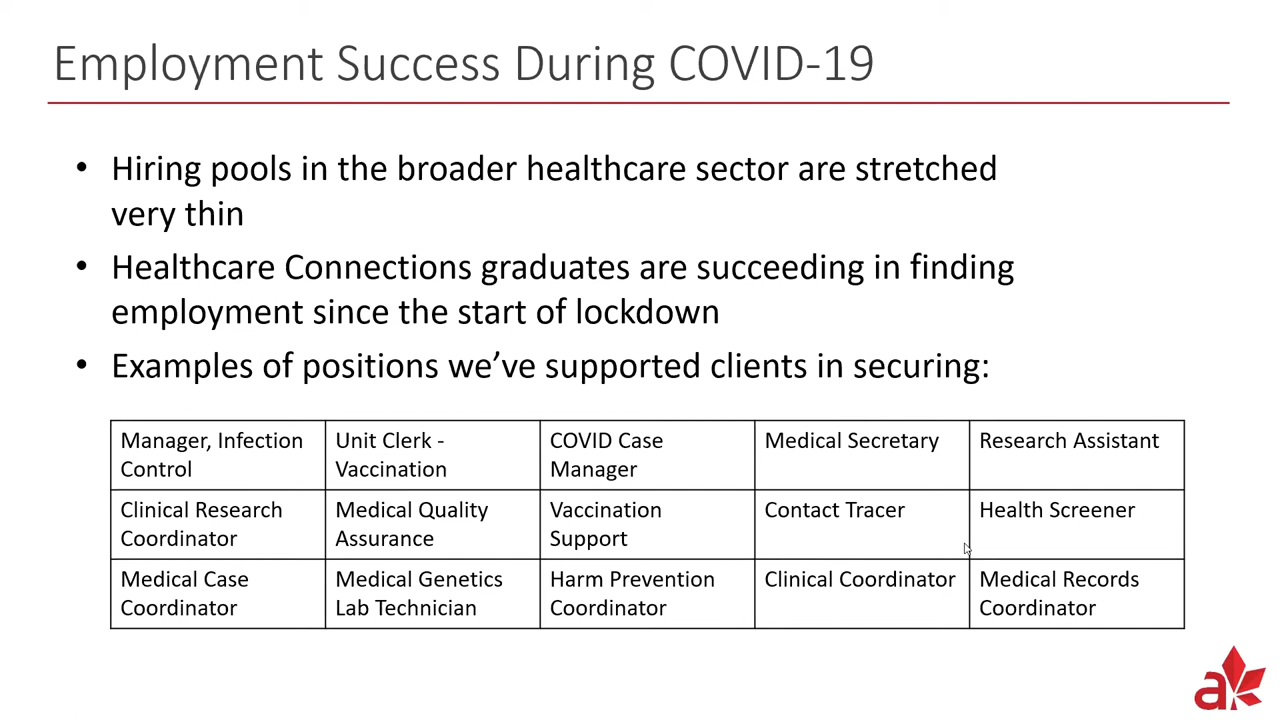 Employment Success During COVID-19
• Hiring pools in the broader healthcare sector are stretched
very thin
• Healthcare Connections graduates are succeeding in finding
employment since the start of lockdown
• Examples of positions we’ve supported clients in securing:
Manager, Infection
Control
Unit Clerk -
Vaccination
COVID Case
Manager
Medical Secretary
Research Assistant
Clinical Research
Coordinator
Medical Quality
Assurance
Vaccination
Support
Contact Tracer
Health Screener
Medical Case
Coordinator
Medical Genetics
Lab Technician
Harm Prevention
Coordinator
Clinical Coordinator
Medical Records
Coordinator
a